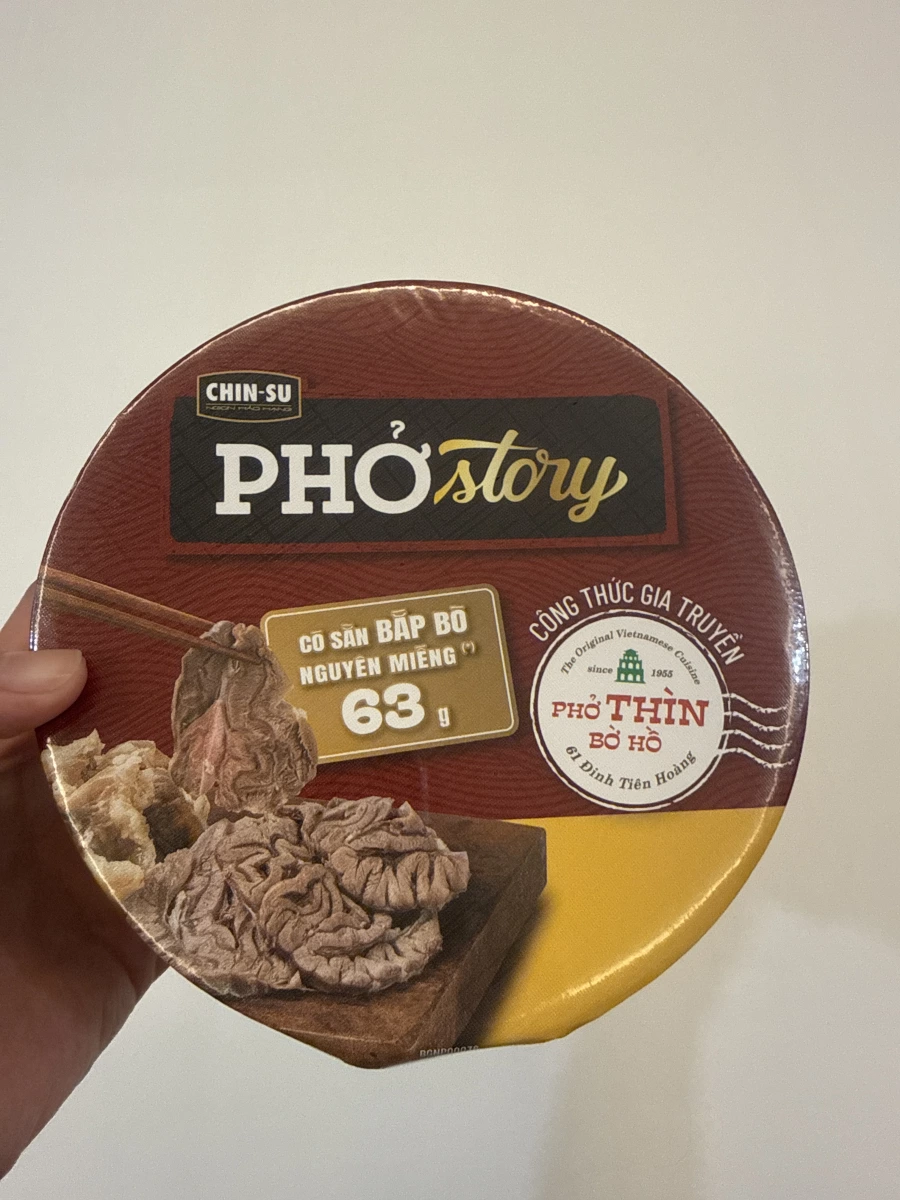 CHIN-SU
PHỞ story
CÓ SẴN BẮP BÒ
NGUYÊN MIẾNG (*)
63 g
CÔNG THỨC GIA TRUYỀN
The Original Vietnamese Cuisine
since 1955
PHỞ THÌN
BỜ HỒ
61 Đinh Tiên Hoàng